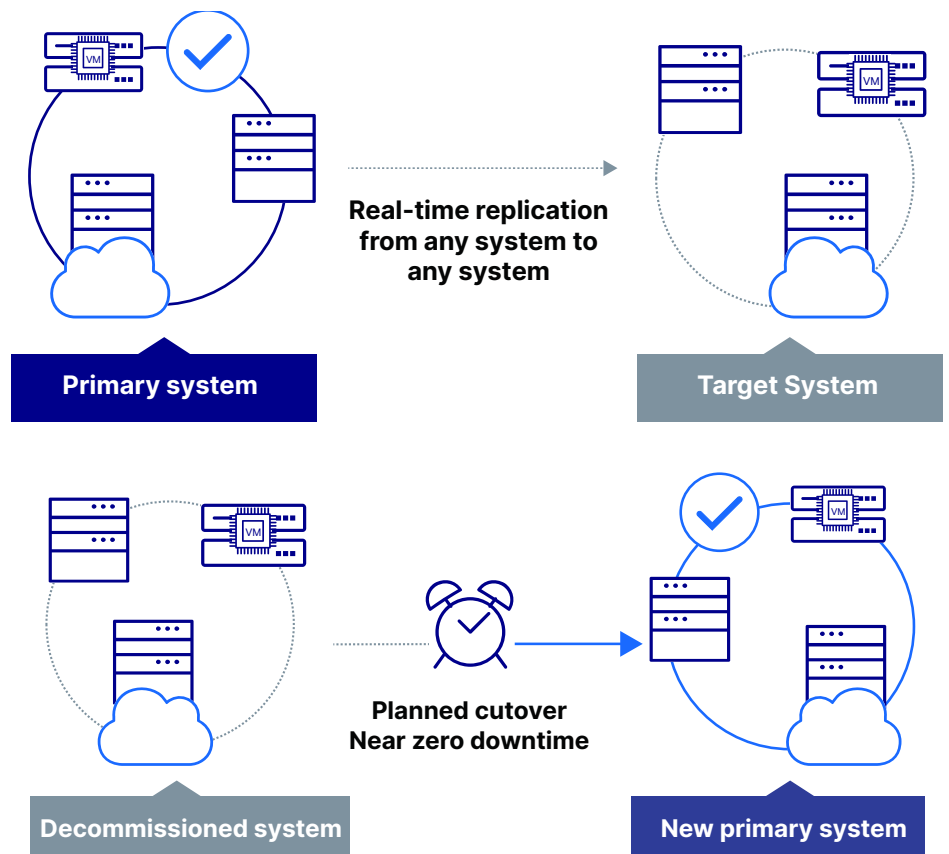 VM
VM
Real-time replication
from any system to
any system
Primary system
Target System
VM
VM
Planned cutover
Near zero downtime
Decommissioned system
New primary system